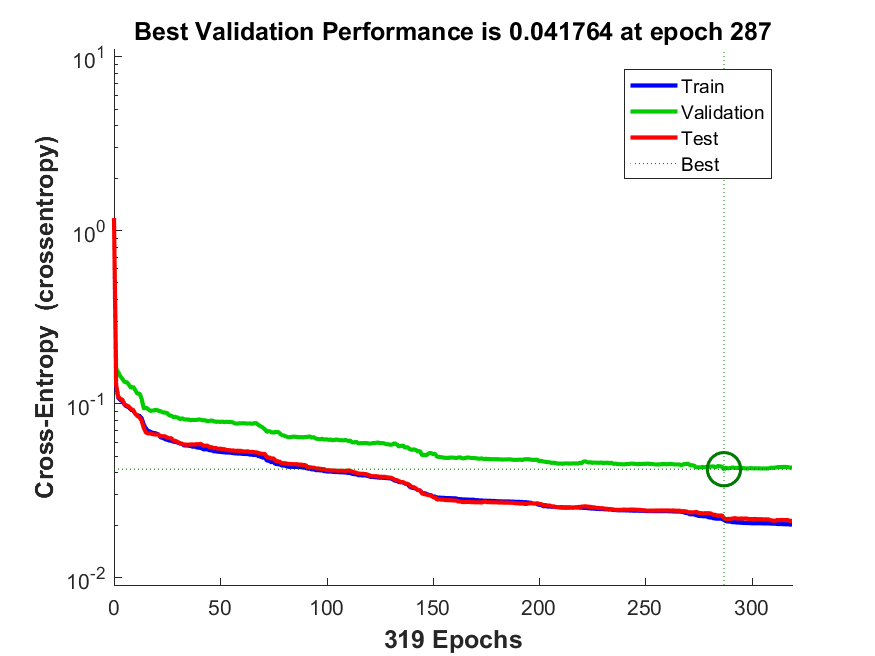 Best Validation Performance is 0.041764 at epoch 287
Cross-Entropy (crossentropy)
10^1
10^0
10^-1
10^-2
Train
Validation
Test
Best
0 50 100 150 200 250 300
319 Epochs